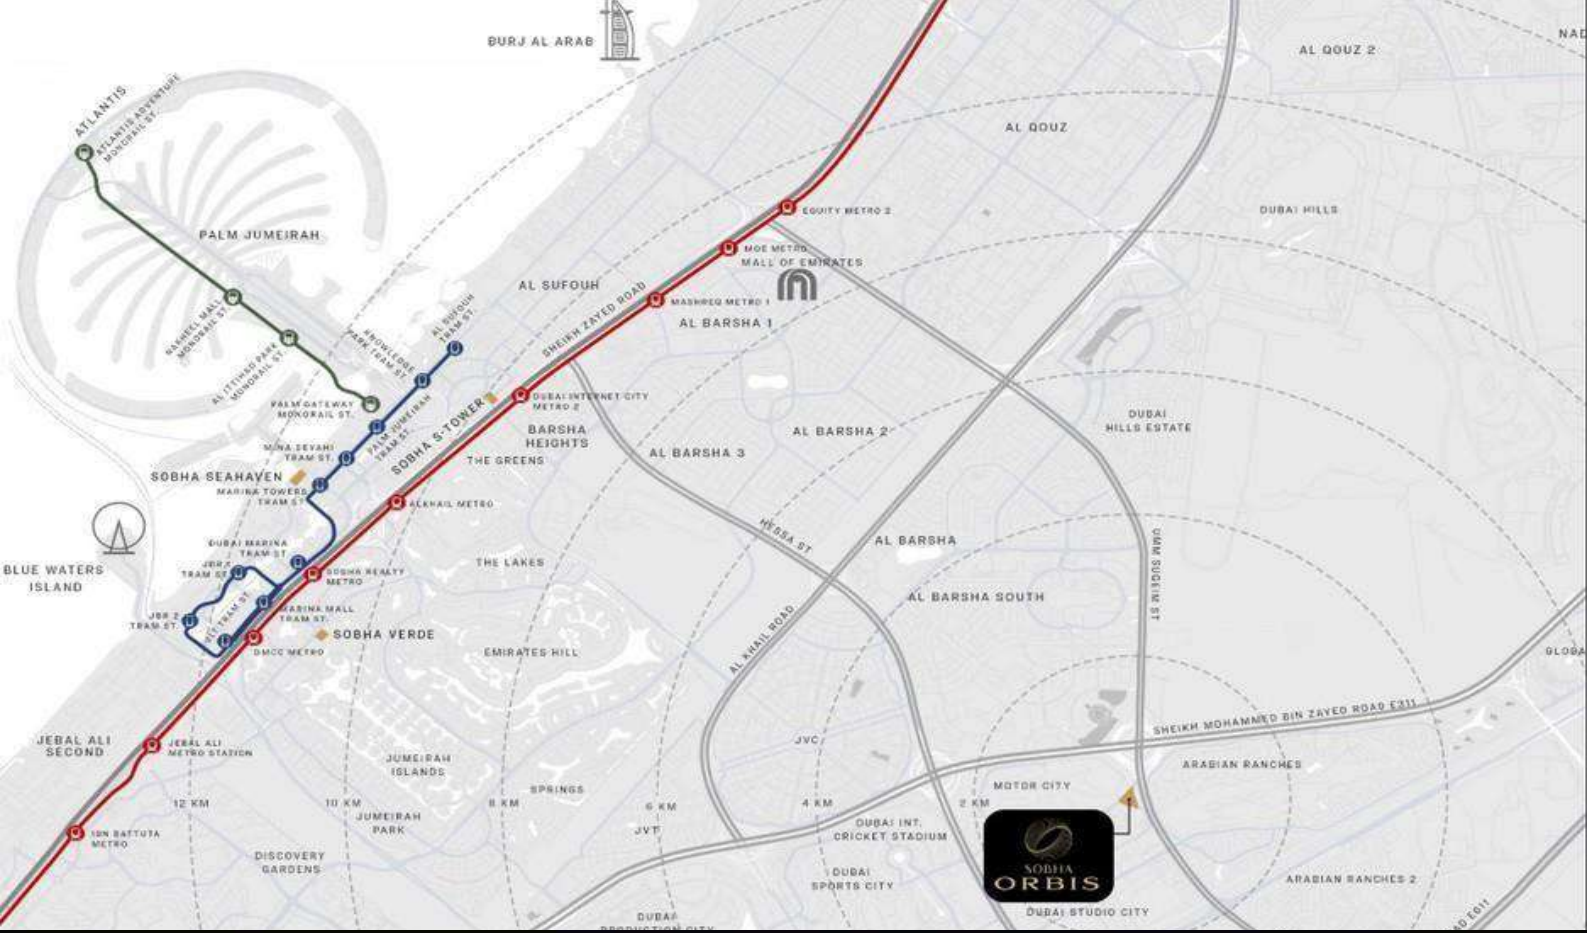 BURJ AL ARAB
AL QOUZ 2
NAD
ATLANTIS
ATLANTIS ADVENTURE
MONORAIL ST.
AL QOUZ
PALM JUMEIRAH
EQUITY METRO 2
DUBAI HILLS
MOE METRO
MALL OF EMIRATES
AL SUFOUH
SHEIKH ZAYED ROAD
MASHREQ METRO 1
AL BARSHA 1
NAKHEEL MALL
MONORAIL ST.
AL ITTIHAD PARK
MONORAIL ST.
KNOWLEDGE
PARK TRAM ST.
AL SUFOUH
TRAM ST.
PALM GATEWAY
MONORAIL ST.
PALM JUMEIRAH
TRAM ST.
SOBHA S-TOWER
DUBAI INTERNET CITY
METRO 2
BARSHA
HEIGHTS
THE GREENS
AL BARSHA 2
AL BARSHA 3
DUBAI
HILLS ESTATE
MINA SEYAHI
TRAM ST.
SOBHA SEAHAVEN
MARINA TOWERS
TRAM ST
ALKHAIL METRO
HESSA ST
AL BARSHA
UMM SUQEIM ST
DUBAI MARINA
TRAM ST
BLUE WATERS
ISLAND
TRAM ST
SOBHA REALTY
METRO
THE LAKES
AL BARSHA SOUTH
JBR 2
TRAM ST.
MARINA MALL
TRAM ST.
SOBHA VERDE
DMCC METRO
EMIRATES HILL
AL KHAIL ROAD
GLOBA
SHEIKH MOHAMMED BIN ZAYED ROAD E311
JEBAL ALI
SECOND
JEBAL ALI
METRO STATION
JUMEIRAH
ISLANDS
JVC
ARABIAN RANCHES
SPRINGS
MOTOR CITY
12 KM
10 KM
8 KM
6 KM
4 KM
2 KM
JUMEIRAH
PARK
JVT
DUBAI INT.
CRICKET STADIUM
IBN BATTUTA
METRO
DISCOVERY
GARDENS
DUBAI
SPORTS CITY
SOBHA
ORBIS
ARABIAN RANCHES 2
DUBAI STUDIO CITY
DUBAI
PRODUCTION CITY
AD E611